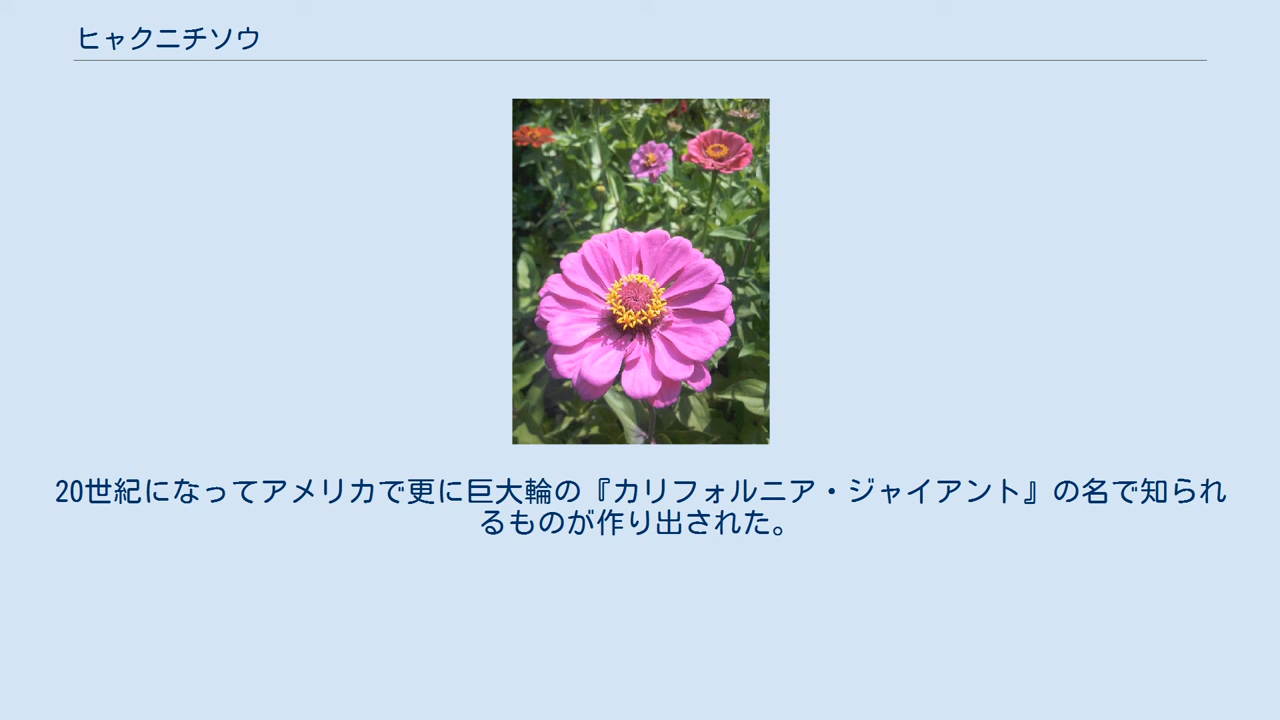 ヒャクニチソウ
20世紀になってアメリカで更に巨大輪の『カリフォルニア・ジャイアント』の名で知られ
るものが作り出された。